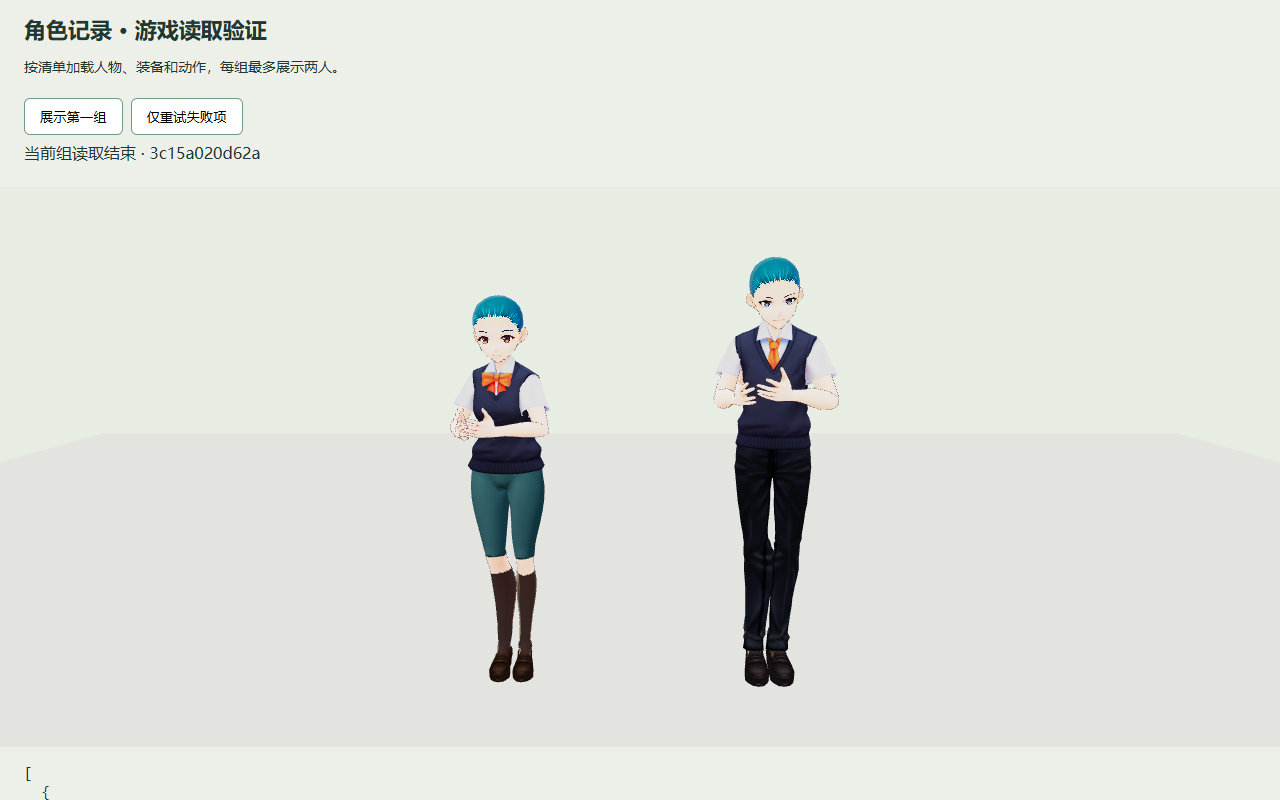 角色记录 • 游戏读取验证
按清单加载人物、装备和动作，每组最多展示两人。
展示第一组 仅重试失败项
当前组读取结束 · 3c15a020d62a
[
{